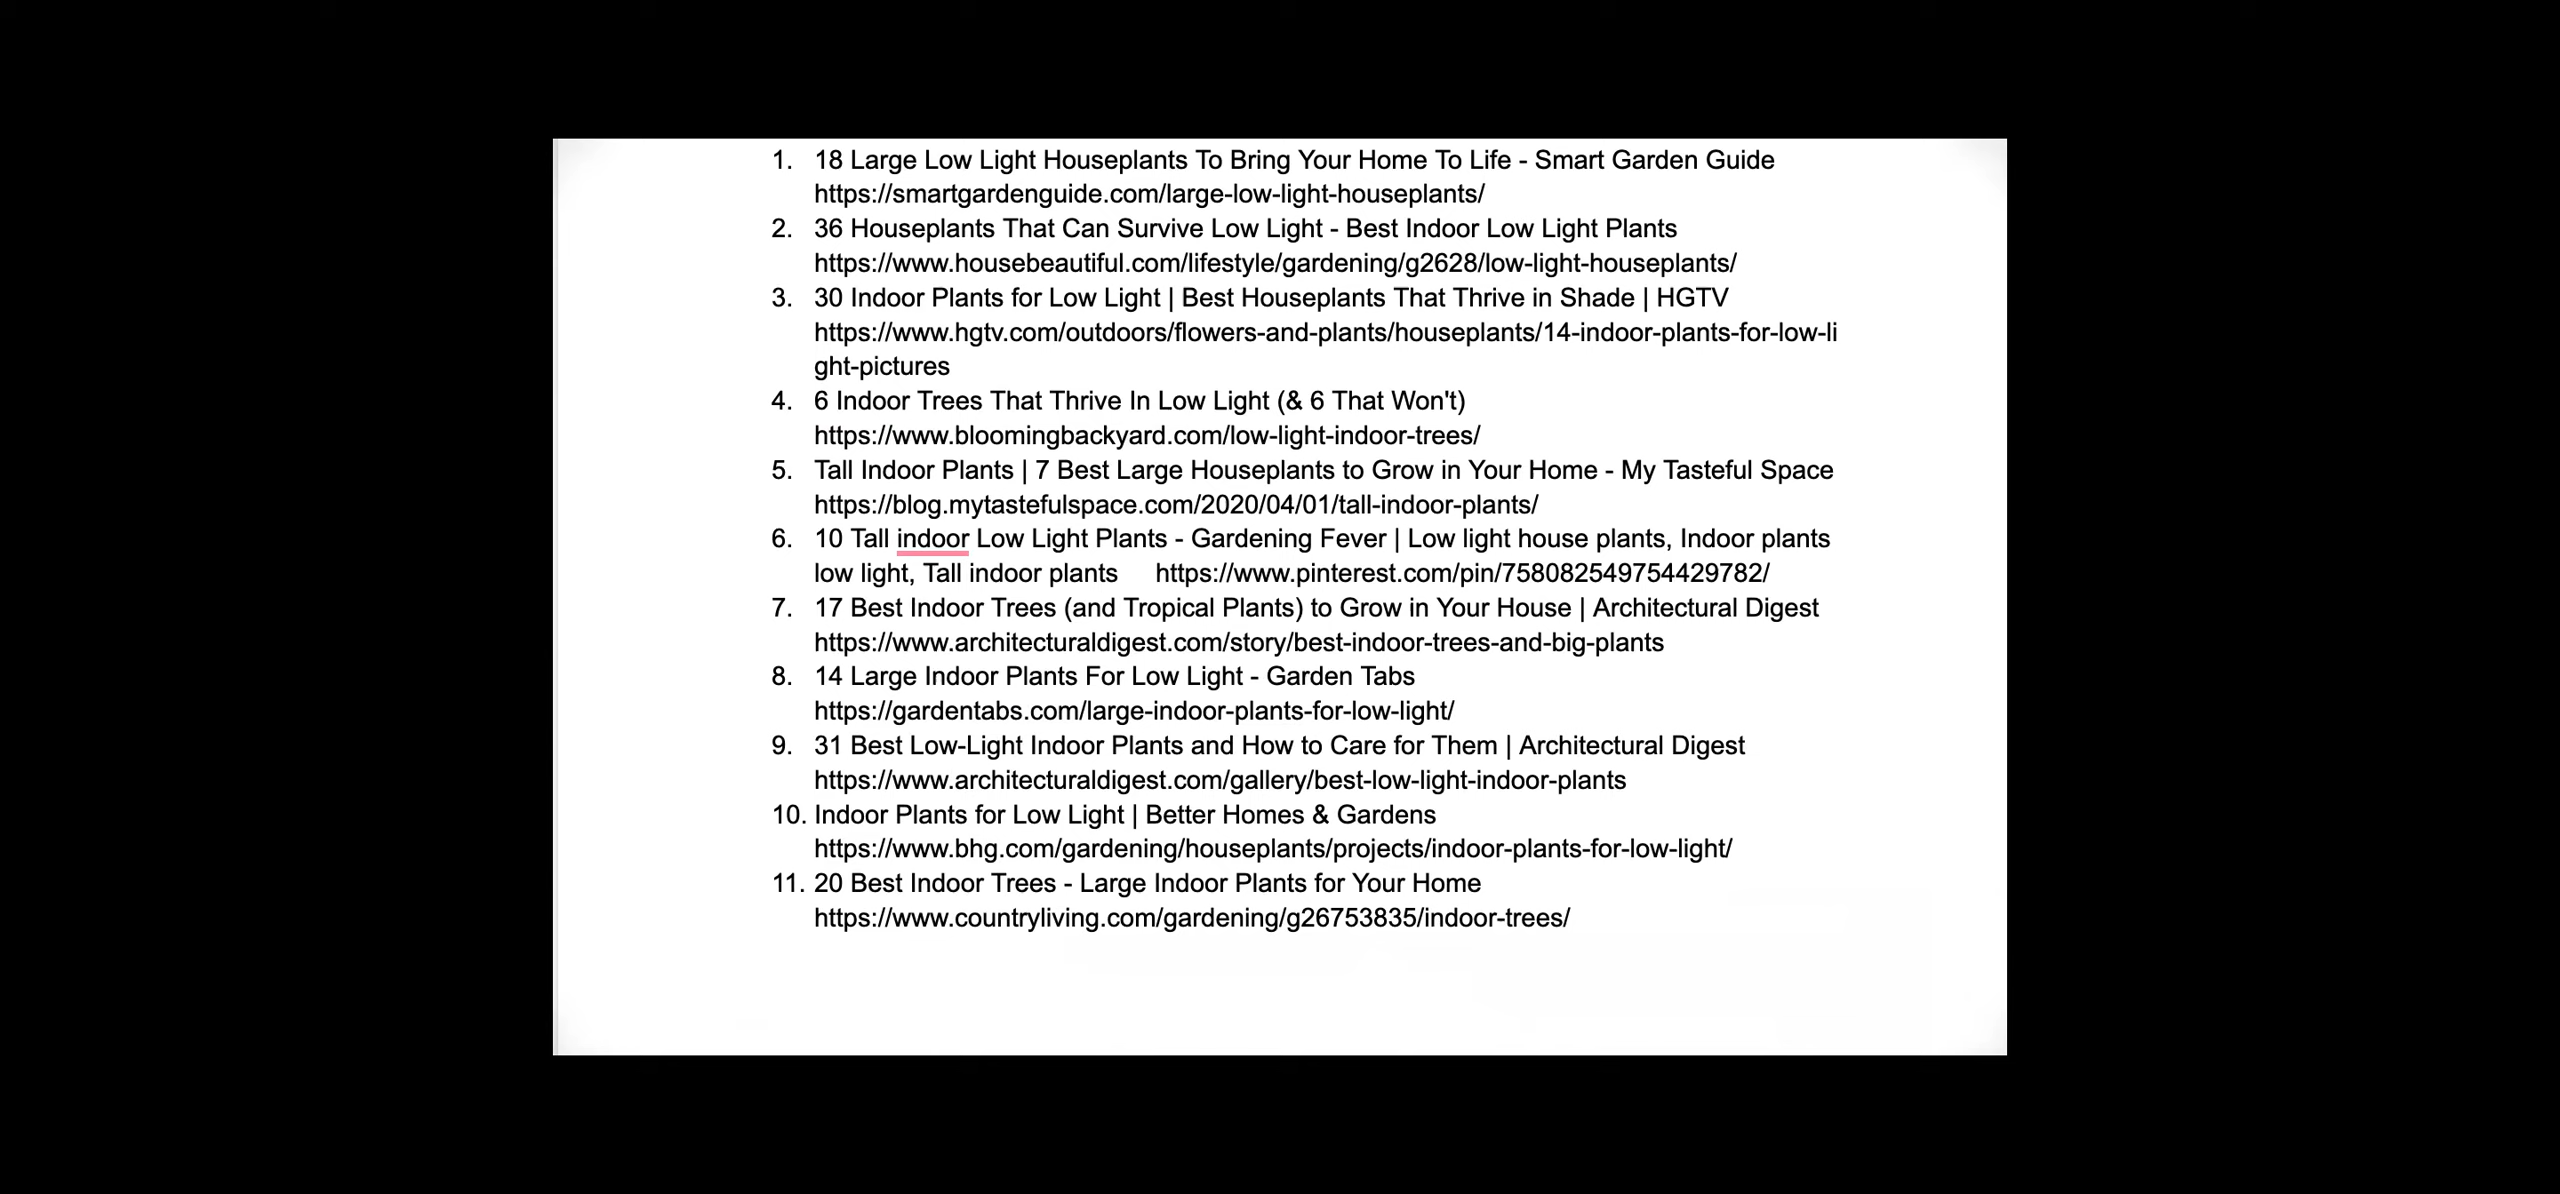 1. 18 Large Low Light Houseplants To Bring Your Home To Life - Smart Garden Guide
https://smartgardenguide.com/large-low-light-houseplants/
2. 36 Houseplants That Can Survive Low Light - Best Indoor Low Light Plants
https://www.housebeautiful.com/lifestyle/gardening/g2628/low-light-houseplants/
3. 30 Indoor Plants for Low Light | Best Houseplants That Thrive in Shade | HGTV
https://www.hgtv.com/outdoors/flowers-and-plants/houseplants/14-indoor-plants-for-low-li
ght-pictures
4. 6 Indoor Trees That Thrive In Low Light (& 6 That Won't)
https://www.bloomingbackyard.com/low-light-indoor-trees/
5. Tall Indoor Plants | 7 Best Large Houseplants to Grow in Your Home - My Tasteful Space
https://blog.mytastefulspace.com/2020/04/01/tall-indoor-plants/
6. 10 Tall indoor Low Light Plants - Gardening Fever | Low light house plants, Indoor plants
low light, Tall indoor plants https://www.pinterest.com/pin/758082549754429782/
7. 17 Best Indoor Trees (and Tropical Plants) to Grow in Your House | Architectural Digest
https://www.architecturaldigest.com/story/best-indoor-trees-and-big-plants
8. 14 Large Indoor Plants For Low Light - Garden Tabs
https://gardentabs.com/large-indoor-plants-for-low-light/
9. 31 Best Low-Light Indoor Plants and How to Care for Them | Architectural Digest
https://www.architecturaldigest.com/gallery/best-low-light-indoor-plants
10. Indoor Plants for Low Light | Better Homes & Gardens
https://www.bhg.com/gardening/houseplants/projects/indoor-plants-for-low-light/
11. 20 Best Indoor Trees - Large Indoor Plants for Your Home
https://www.countryliving.com/gardening/g26753835/indoor-trees/